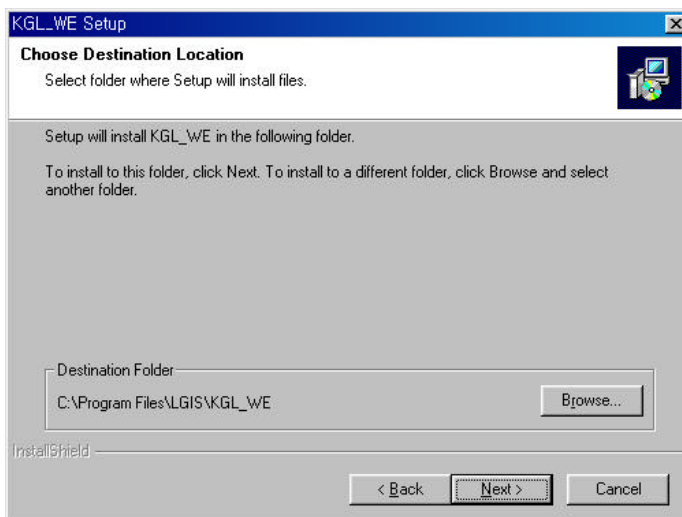 KGL_WE Setup
Choose Destination Location
Select folder where Setup will install files.
Setup will install KGL_WE in the following folder.
To install to this folder, click Next. To install to a different folder, click Browse and select
another folder.
Destination Folder
C:\Program Files\LGIS\KGL_WE
Browse...
InstallShield
< Back
Next >
Cancel